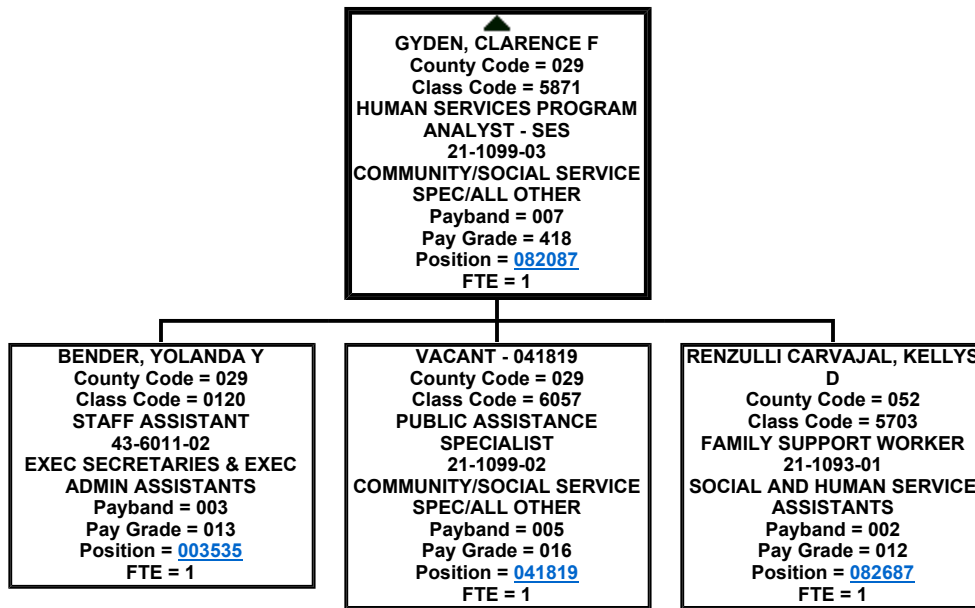 GYDEN, CLARENCE F
County Code = 029
Class Code = 5871
HUMAN SERVICES PROGRAM
ANALYST - SES
21-1099-03
COMMUNITY/SOCIAL SERVICE
SPEC/ALL OTHER
Payband = 007
Pay Grade = 418
Position = 082087
FTE = 1
BENDER, YOLANDA Y
County Code = 029
Class Code = 0120
STAFF ASSISTANT
43-6011-02
EXEC SECRETARIES & EXEC
ADMIN ASSISTANTS
Payband = 003
Pay Grade = 013
Position = 003535
FTE = 1
VACANT - 041819
County Code = 029
Class Code = 6057
PUBLIC ASSISTANCE
SPECIALIST
21-1099-02
COMMUNITY/SOCIAL SERVICE
SPEC/ALL OTHER
Payband = 005
Pay Grade = 016
Position = 041819
FTE = 1
RENZULLI CARVAJAL, KELLYS
D
County Code = 052
Class Code = 5703
FAMILY SUPPORT WORKER
21-1093-01
SOCIAL AND HUMAN SERVICE
ASSISTANTS
Payband = 002
Pay Grade = 012
Position = 082687
FTE = 1